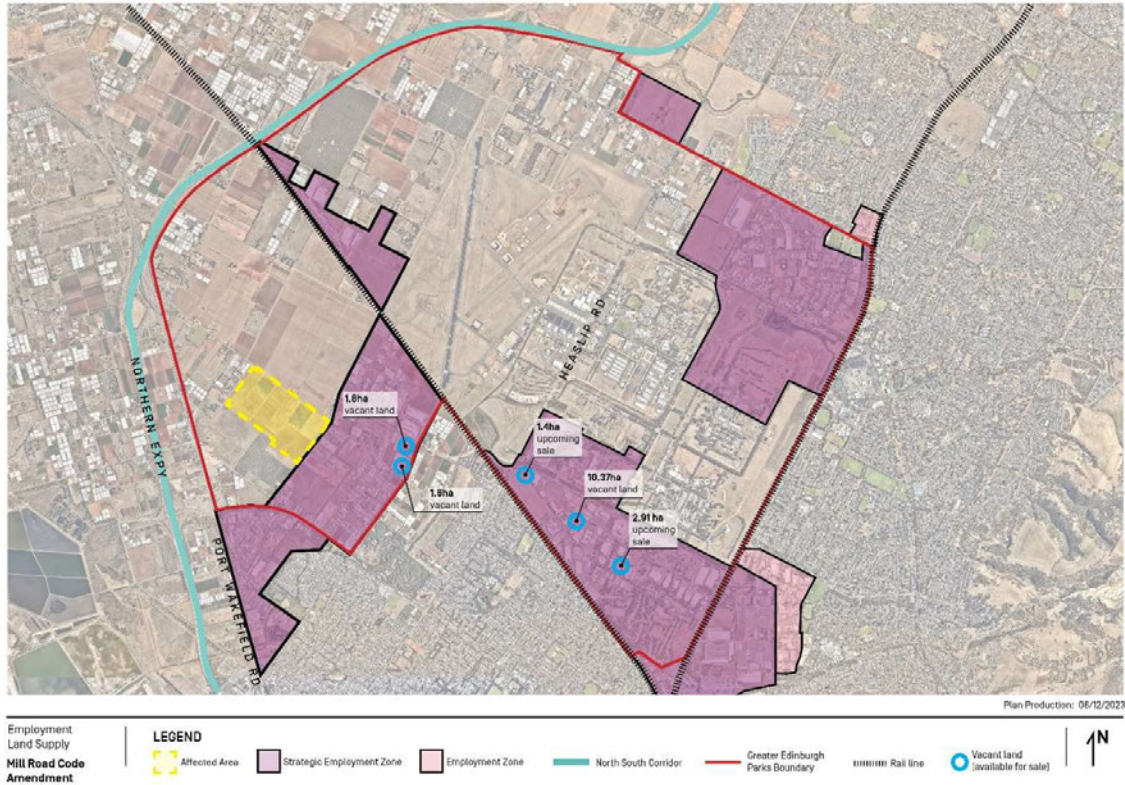 HEASLIP RD
NORTHERN EXPY
1.6ha
vacant land
1.4ha
upcoming
sale
10.37ha
vacant land
1.8ha
vacant land
2.91 ha
upcoming
sale
PORT WAKEFIELD RD
Plan Production: 06/12/2023
Employment
Land Supply
Mill Road Code
Amendment
LEGEND
Affected Area
Strategic Employment Zone
Employment Zone
North South Corridor
Greater Edinburgh
Parks Boundary
Rail line
Vacant land
(available for sale)
N